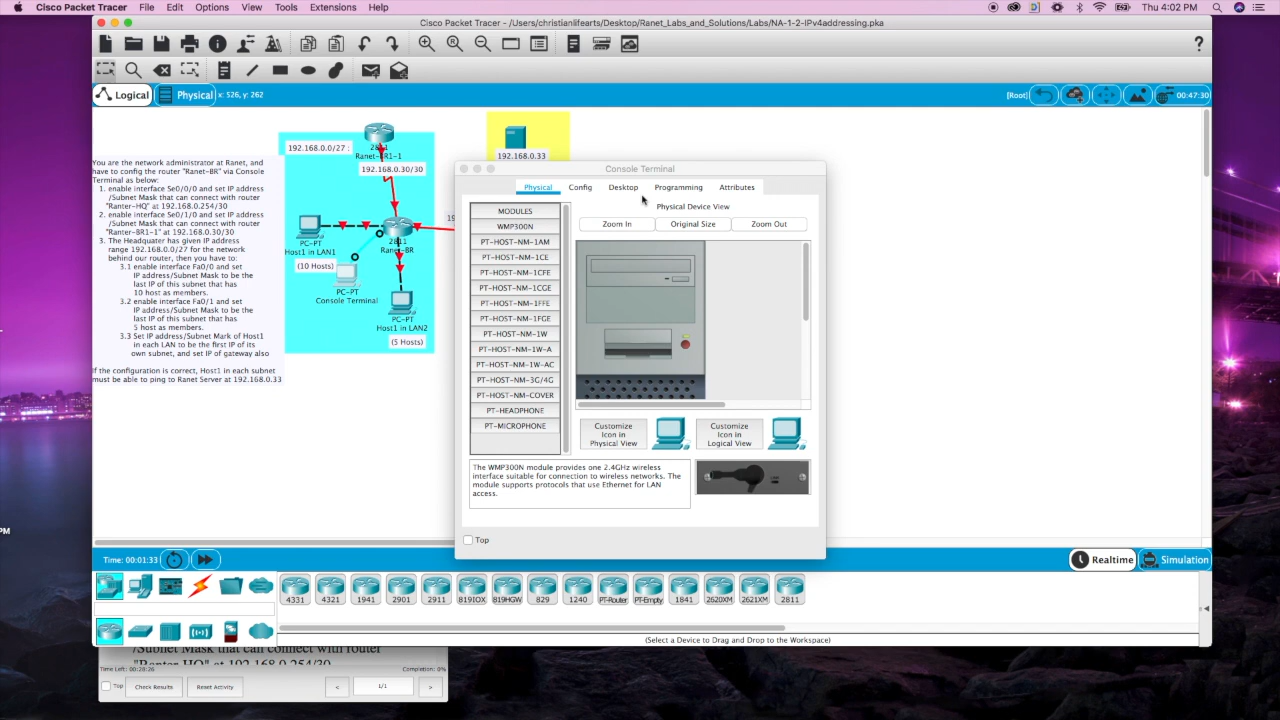 Cisco Packet Tracer File Edit Options View Tools Extensions Help Thu 4:02 PM
Cisco Packet Tracer - /Users/christianlifearts/Desktop/Ranet_Labs_and_Solutions/Labs/NA-1-2-IPv4addressing.pka
Logical Physical x: 526, y: 262 [Root] 00:47:30
192.168.0.0/27 :
2811
Ranet-BR1-1
192.168.0.30/30
192.168.0.33
You are the network administrator at Ranet, and
have to config the router "Ranet-BR" via Console
Terminal as below:
1. enable interface Se0/0/0 and set IP address
/Subnet Mask that can connect with router
"Ranter-HQ" at 192.168.0.254/30
2. enable interface Se0/1/0 and set IP address
/Subnet Mask that can connect with router
"Ranet-BR1-1" at 192.168.0.30/30
3. The Headquater has given IP address
range 192.168.0.0/27 for the network
behind our router, then you have to:
3.1 enable interface Fa0/0 and set
IP address/Subnet Mask to be the
last IP of this subnet that has
10 host as members.
3.2 enable interface Fa0/1 and set
IP address/Subnet Mask to be the
last IP of this subnet that has
5 host as members.
3.3 Set IP address/Subnet Mark of Host1
in each LAN to be the first IP of its
own subnet, and set IP of gateway also
If the configuration is correct, Host1 in each subnet
must be able to ping to Ranet Server at 192.168.0.33
PC-PT
Host1 in LAN1
(10 Hosts)
2811
Ranet-BR
19
PC-PT
Console Terminal
PC-PT
Host1 in LAN2
(5 Hosts)
Console Terminal
Physical Config Desktop Programming Attributes
Physical Device View
Zoom In Original Size Zoom Out
MODULES
WMP300N
PT-HOST-NM-1AM
PT-HOST-NM-1CE
PT-HOST-NM-1CFE
PT-HOST-NM-1CGE
PT-HOST-NM-1FFE
PT-HOST-NM-1FGE
PT-HOST-NM-1W
PT-HOST-NM-1W-A
PT-HOST-NM-1W-AC
PT-HOST-NM-3G/4G
PT-HOST-NM-COVER
PT-HEADPHONE
PT-MICROPHONE
Customize
Icon in
Physical View
Customize
Icon in
Logical View
The WMP300N module provides one 2.4GHz wireless
interface suitable for connection to wireless networks. The
module supports protocols that use Ethernet for LAN
access.
Top
PM
Time: 00:01:33 Realtime Simulation
4331 4321 1941 2901 2911 819IOX 819HGW 829 1240 PT-Router PT-Empty 1841 2620XM 2621XM 2811
(Select a Device to Drag and Drop to the Workspace)
/Subnet Mask that can connect with router
"Ranter-HQ" at 192.168.0.254/30
Time Left: 00:28:26 Completion: 0%
Top Check Results Reset Activity < 1/1 >